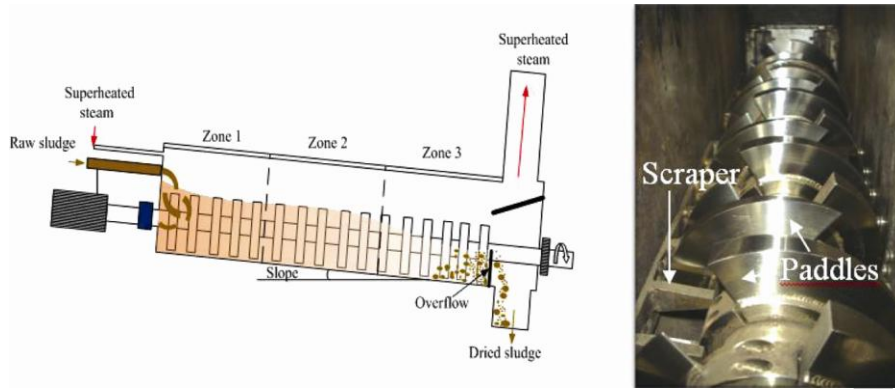 Superheated
steam
Superheated
steam
Raw sludge
Zone 1
Zone 2
Zone 3
Slope
Overflow
Dried sludge
Scraper
Paddles